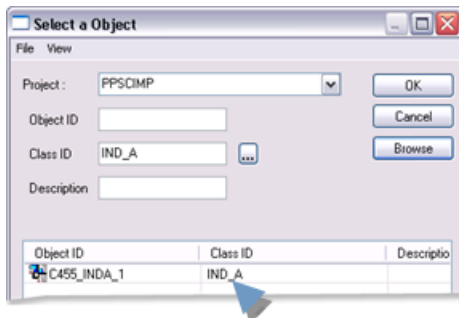 Select a Object
File View
Project : PPSCIMP OK
Object ID Cancel
Class ID IND_A ... Browse
Description
Object ID Class ID Descriptio
C455_INDA_1 IND_A